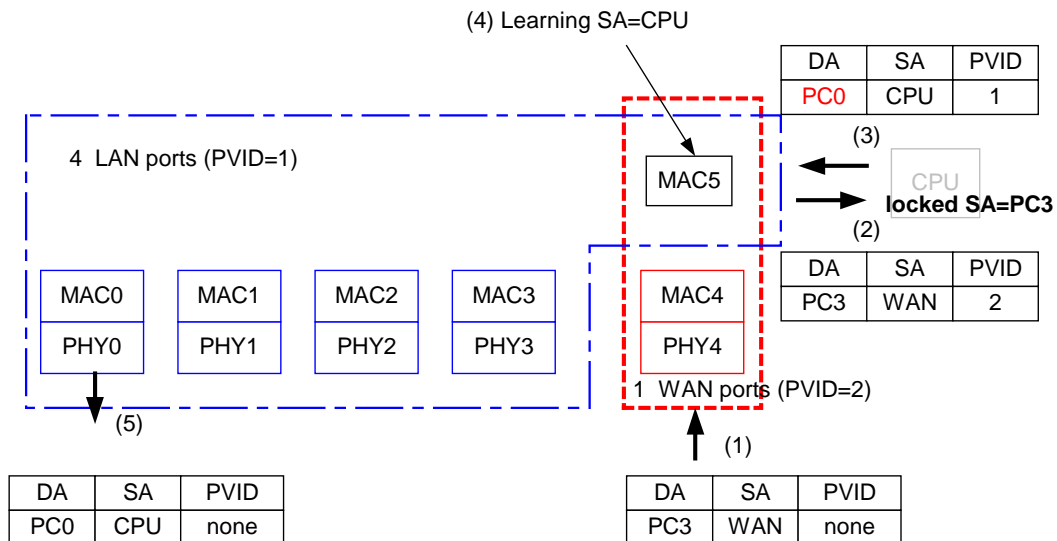 (4) Learning SA=CPU
DA SA PVID
PC0 CPU 1
(3)
4 LAN ports (PVID=1)
MAC5
CPU
locked SA=PC3
(2)
DA SA PVID
PC3 WAN 2
MAC0 MAC1 MAC2 MAC3 MAC4
PHY0 PHY1 PHY2 PHY3 PHY4
1 WAN ports (PVID=2)
(5)
(1)
DA SA PVID
PC0 CPU none
DA SA PVID
PC3 WAN none